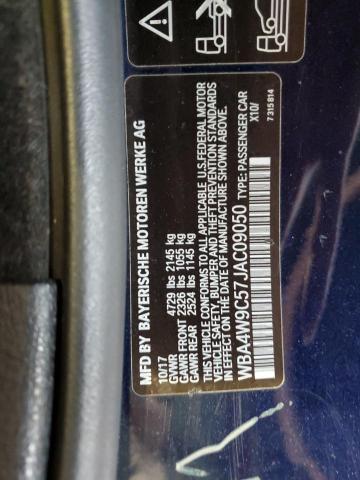 MFD BY BAYERISCHE MOTOREN WERKE AG
10/17
GVWR 4729 lbs 2145 kg
GAWR FRONT 2326 lbs 1055 kg
GAWR REAR 2524 lbs 1145 kg
THIS VEHICLE CONFORMS TO ALL APPLICABLE U.S. FEDERAL MOTOR
VEHICLE SAFETY, BUMPER AND THEFT PREVENTION STANDARDS
IN EFFECT ON THE DATE OF MANUFACTURE SHOWN ABOVE.
WBA4W9C57JAC09050 TYPE: PASSENGER CAR
X10/
7315814